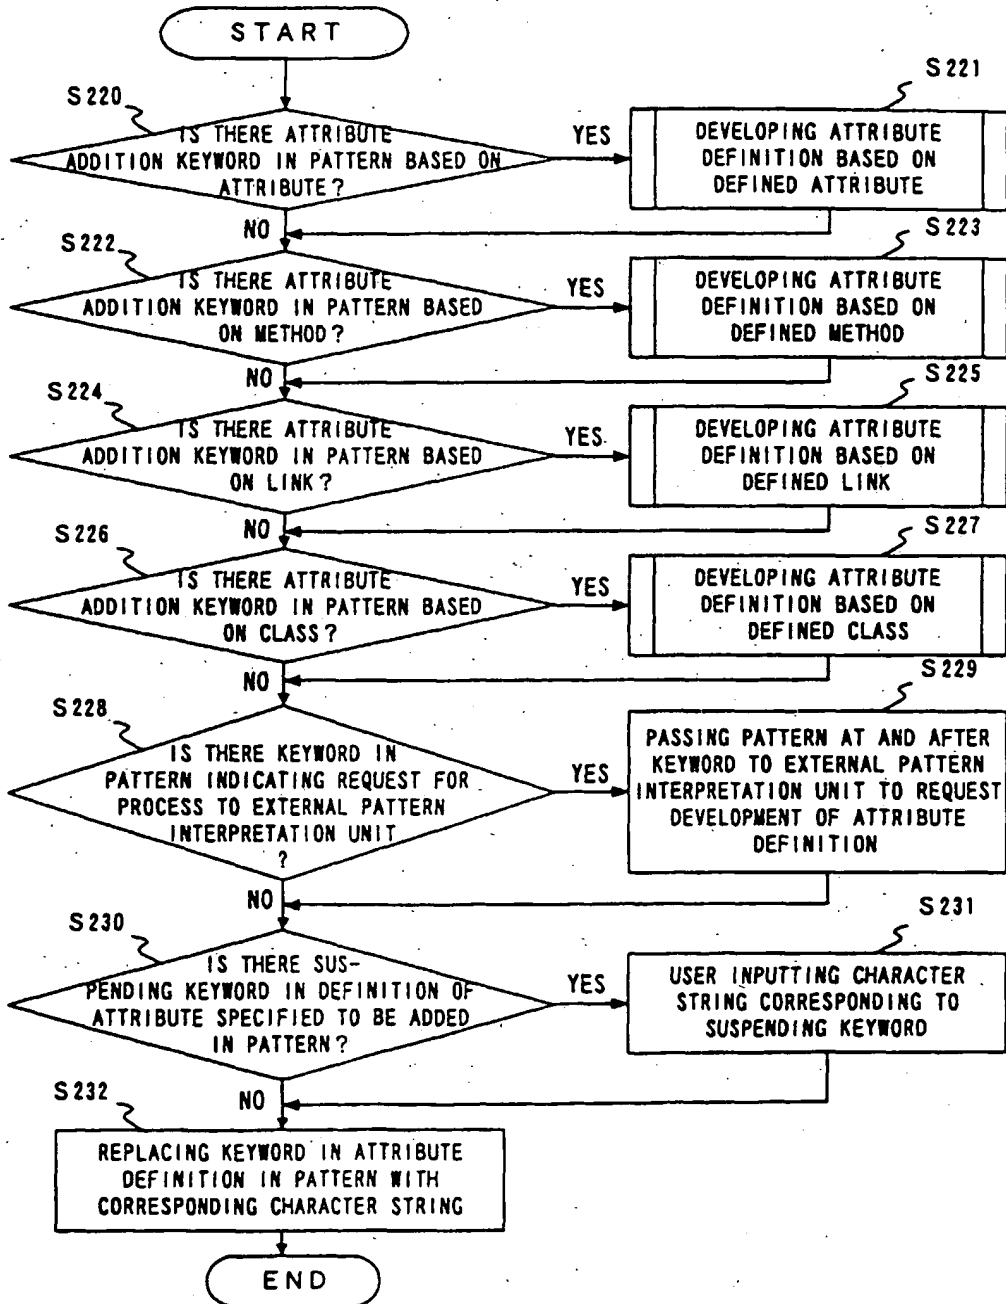 START
S220
IS THERE ATTRIBUTE
ADDITION KEYWORD IN PATTERN BASED ON
ATTRIBUTE?
YES
S221
DEVELOPING ATTRIBUTE
DEFINITION BASED ON
DEFINED ATTRIBUTE
NO
S222
IS THERE ATTRIBUTE
ADDITION KEYWORD IN PATTERN BASED
ON METHOD?
YES
S223
DEVELOPING ATTRIBUTE
DEFINITION BASED ON
DEFINED METHOD
NO
S224
IS THERE ATTRIBUTE
ADDITION KEYWORD IN PATTERN BASED
ON LINK?
YES
S225
DEVELOPING ATTRIBUTE
DEFINITION BASED ON
DEFINED LINK
NO
S226
IS THERE ATTRIBUTE
ADDITION KEYWORD IN PATTERN BASED
ON CLASS?
YES
S227
DEVELOPING ATTRIBUTE
DEFINITION BASED ON
DEFINED CLASS
NO
S228
IS THERE KEYWORD IN
PATTERN INDICATING REQUEST FOR
PROCESS TO EXTERNAL PATTERN
INTERPRETATION UNIT
?
YES
S229
PASSING PATTERN AT AND AFTER
KEYWORD TO EXTERNAL PATTERN
INTERPRETATION UNIT TO REQUEST
DEVELOPMENT OF ATTRIBUTE
DEFINITION
NO
S230
IS THERE SUS-
PENDING KEYWORD IN DEFINITION OF
ATTRIBUTE SPECIFIED TO BE ADDED
IN PATTERN?
YES
S231
USER INPUTTING CHARACTER
STRING CORRESPONDING TO
SUSPENDING KEYWORD
NO
S232
REPLACING KEYWORD IN ATTRIBUTE
DEFINITION IN PATTERN WITH
CORRESPONDING CHARACTER STRING
END